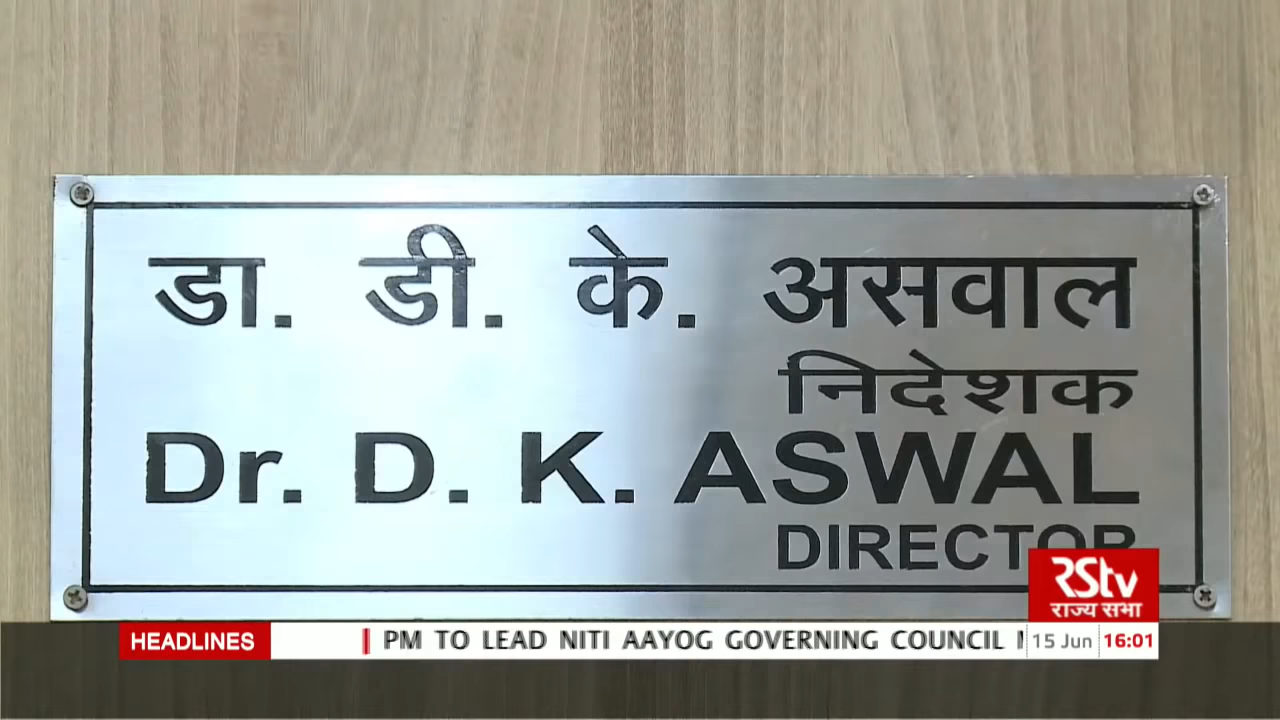 डा. डी. के. असवाल
निदेशक
Dr. D. K. ASWAL
DIRECTOR
RSTV
राज्य सभा
HEADLINES
PM TO LEAD NITI AAYOG GOVERNING COUNCIL
15 Jun 16:01